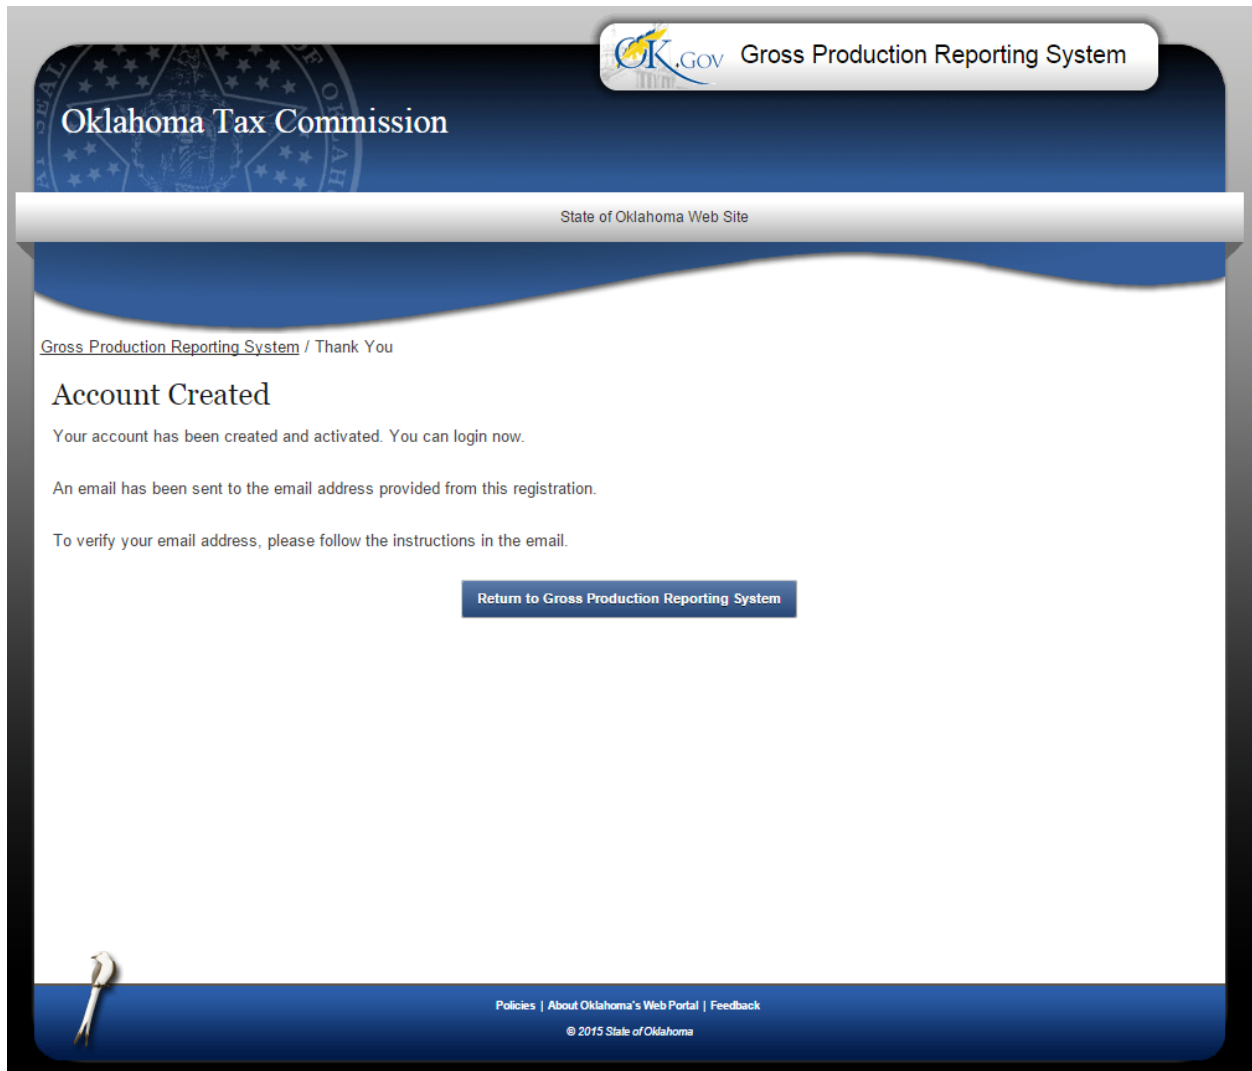 OK.GOV Gross Production Reporting System
Oklahoma Tax Commission
State of Oklahoma Web Site
Gross Production Reporting System / Thank You
Account Created
Your account has been created and activated. You can login now.
An email has been sent to the email address provided from this registration.
To verify your email address, please follow the instructions in the email.
Return to Gross Production Reporting System
Policies | About Oklahoma's Web Portal | Feedback
© 2015 State of Oklahoma